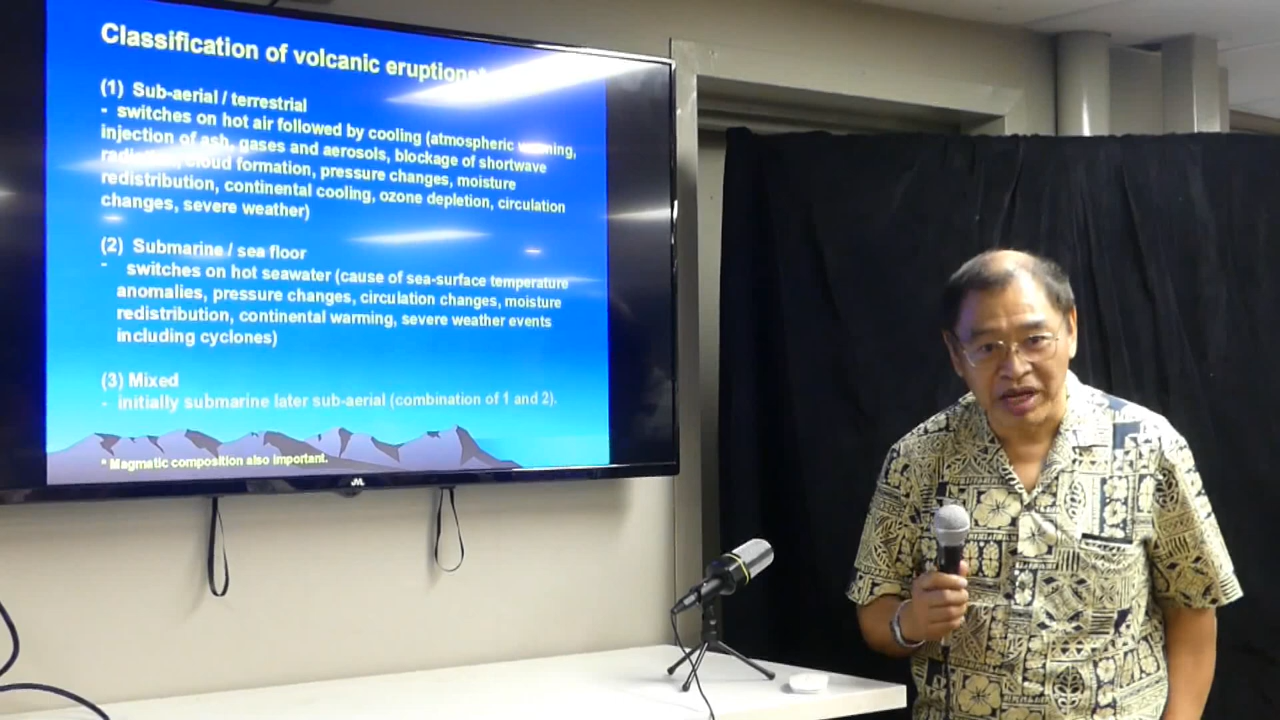 Classification of volcanic eruptions
(1) Sub-aerial / terrestrial
- switches on hot air followed by cooling (atmospheric warming,
injection of ash, gases and aerosols, blockage of shortwave
radiation, cloud formation, pressure changes, moisture
redistribution, continental cooling, ozone depletion, circulation
changes, severe weather)
(2) Submarine / sea floor
- switches on hot seawater (cause of sea-surface temperature
anomalies, pressure changes, circulation changes, moisture
redistribution, continental warming, severe weather events
including cyclones)
(3) Mixed
- initially submarine later sub-aerial (combination of 1 and 2).
* Magmatic composition also important.
JVC